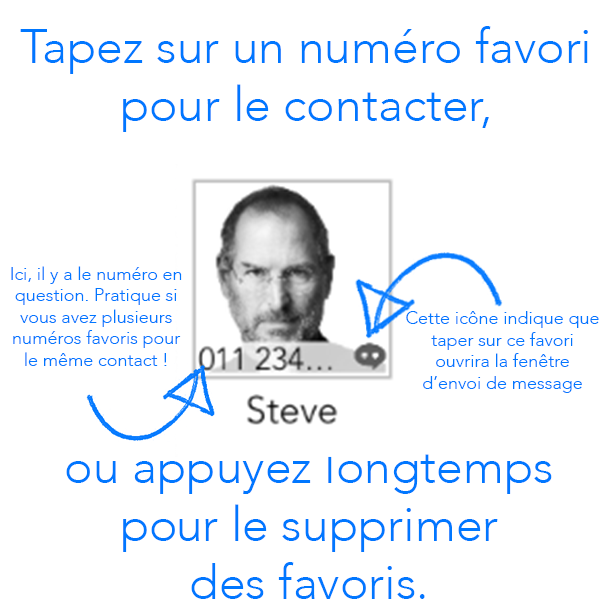 Tapez sur un numéro favori
pour le contacter,
Ici, il y a le numéro en
question. Pratique si
vous avez plusieurs
numéros favoris pour
le même contact !
Cette icône indique que
taper sur ce favori
ouvrira la fenêtre
d’envoi de message
011 234...
Steve
ou appuyez longtemps
pour le supprimer
des favoris.